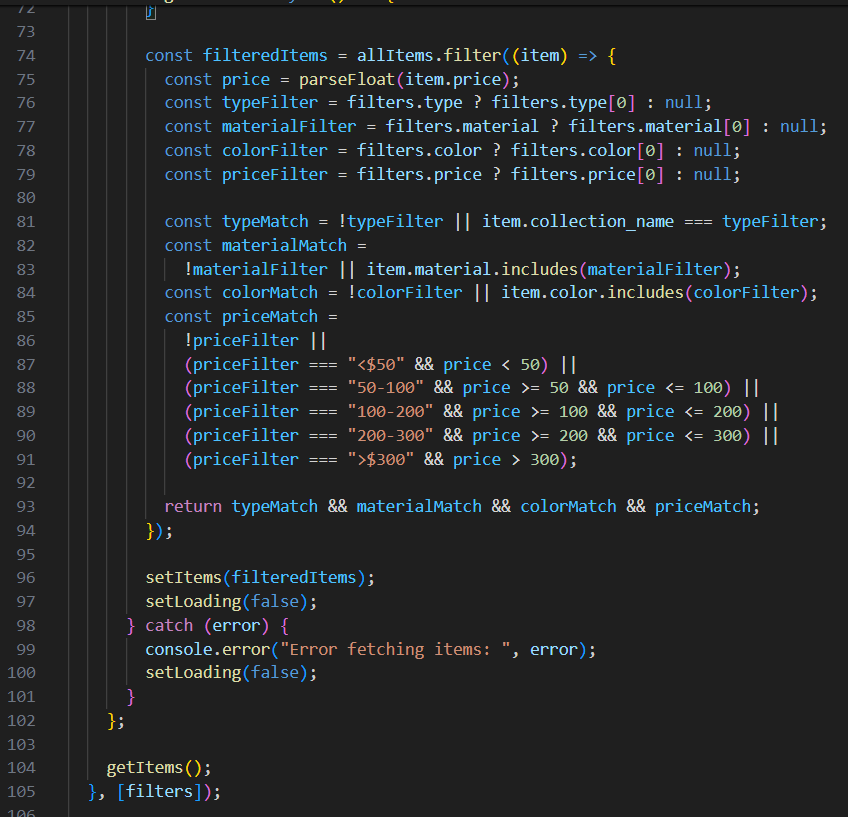 72 }
73
74 const filteredItems = allItems.filter((item) => {
75 const price = parseFloat(item.price);
76 const typeFilter = filters.type ? filters.type[0] : null;
77 const materialFilter = filters.material ? filters.material[0] : null;
78 const colorFilter = filters.color ? filters.color[0] : null;
79 const priceFilter = filters.price ? filters.price[0] : null;
80
81 const typeMatch = !typeFilter || item.collection_name === typeFilter;
82 const materialMatch =
83 !materialFilter || item.material.includes(materialFilter);
84 const colorMatch = !colorFilter || item.color.includes(colorFilter);
85 const priceMatch =
86 !priceFilter ||
87 (priceFilter === "<$50" && price < 50) ||
88 (priceFilter === "50-100" && price >= 50 && price <= 100) ||
89 (priceFilter === "100-200" && price >= 100 && price <= 200) ||
90 (priceFilter === "200-300" && price >= 200 && price <= 300) ||
91 (priceFilter === ">$300" && price > 300);
92
93 return typeMatch && materialMatch && colorMatch && priceMatch;
94 });
95
96 setItems(filteredItems);
97 setLoading(false);
98 } catch (error) {
99 console.error("Error fetching items: ", error);
100 setLoading(false);
101 }
102 };
103
104 getItems();
105 }, [filters]);
106